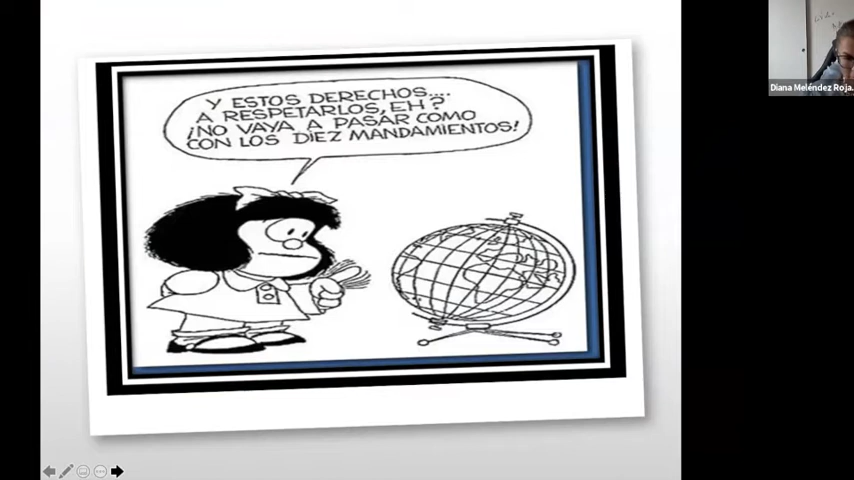 Y ESTOS DERECHOS....
A RESPETARLOS, EH?
¡NO VAYA A PASAR COMO
CON LOS DIEZ MANDAMIENTOS!
Diana Meléndez Roja.